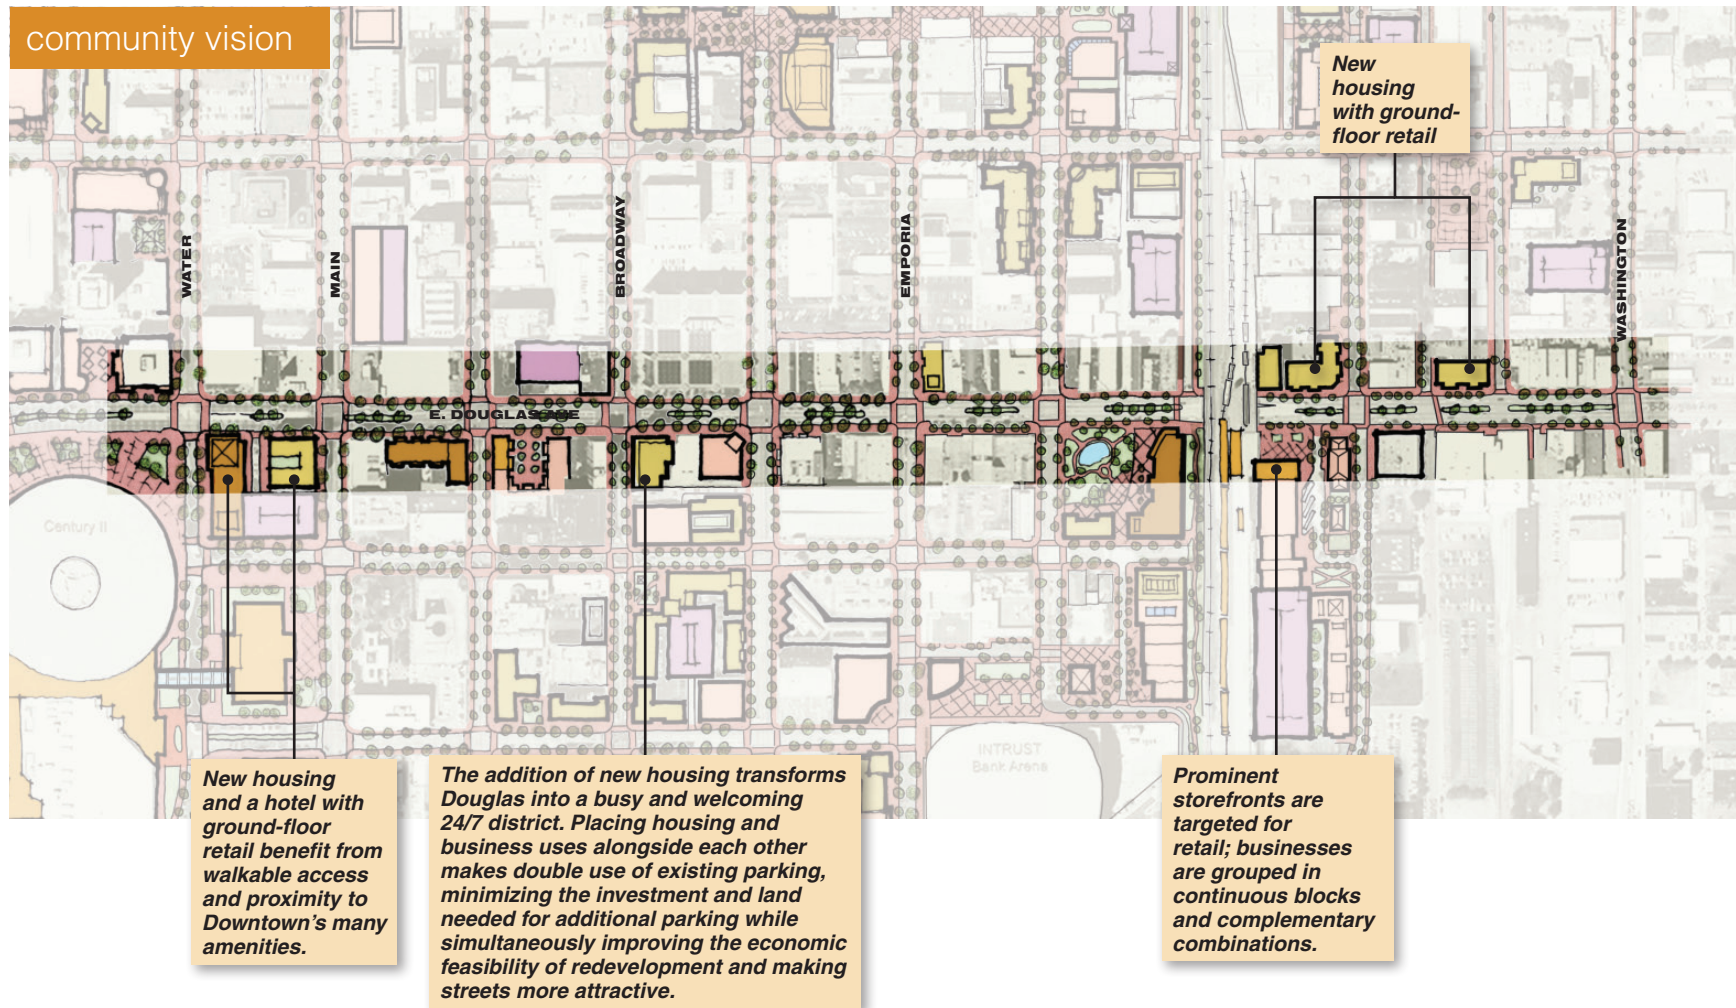 community vision
New
housing
with ground-
floor retail
WATER
MAIN
BROADWAY
EMPORIA
WASHINGTON
E. DOUGLAS AVE
Century II
INTRUST
Bank Arena
New housing
and a hotel with
ground-floor
retail benefit from
walkable access
and proximity to
Downtown’s many
amenities.
The addition of new housing transforms
Douglas into a busy and welcoming
24/7 district. Placing housing and
business uses alongside each other
makes double use of existing parking,
minimizing the investment and land
needed for additional parking while
simultaneously improving the economic
feasibility of redevelopment and making
streets more attractive.
Prominent
storefronts are
targeted for
retail; businesses
are grouped in
continuous blocks
and complementary
combinations.